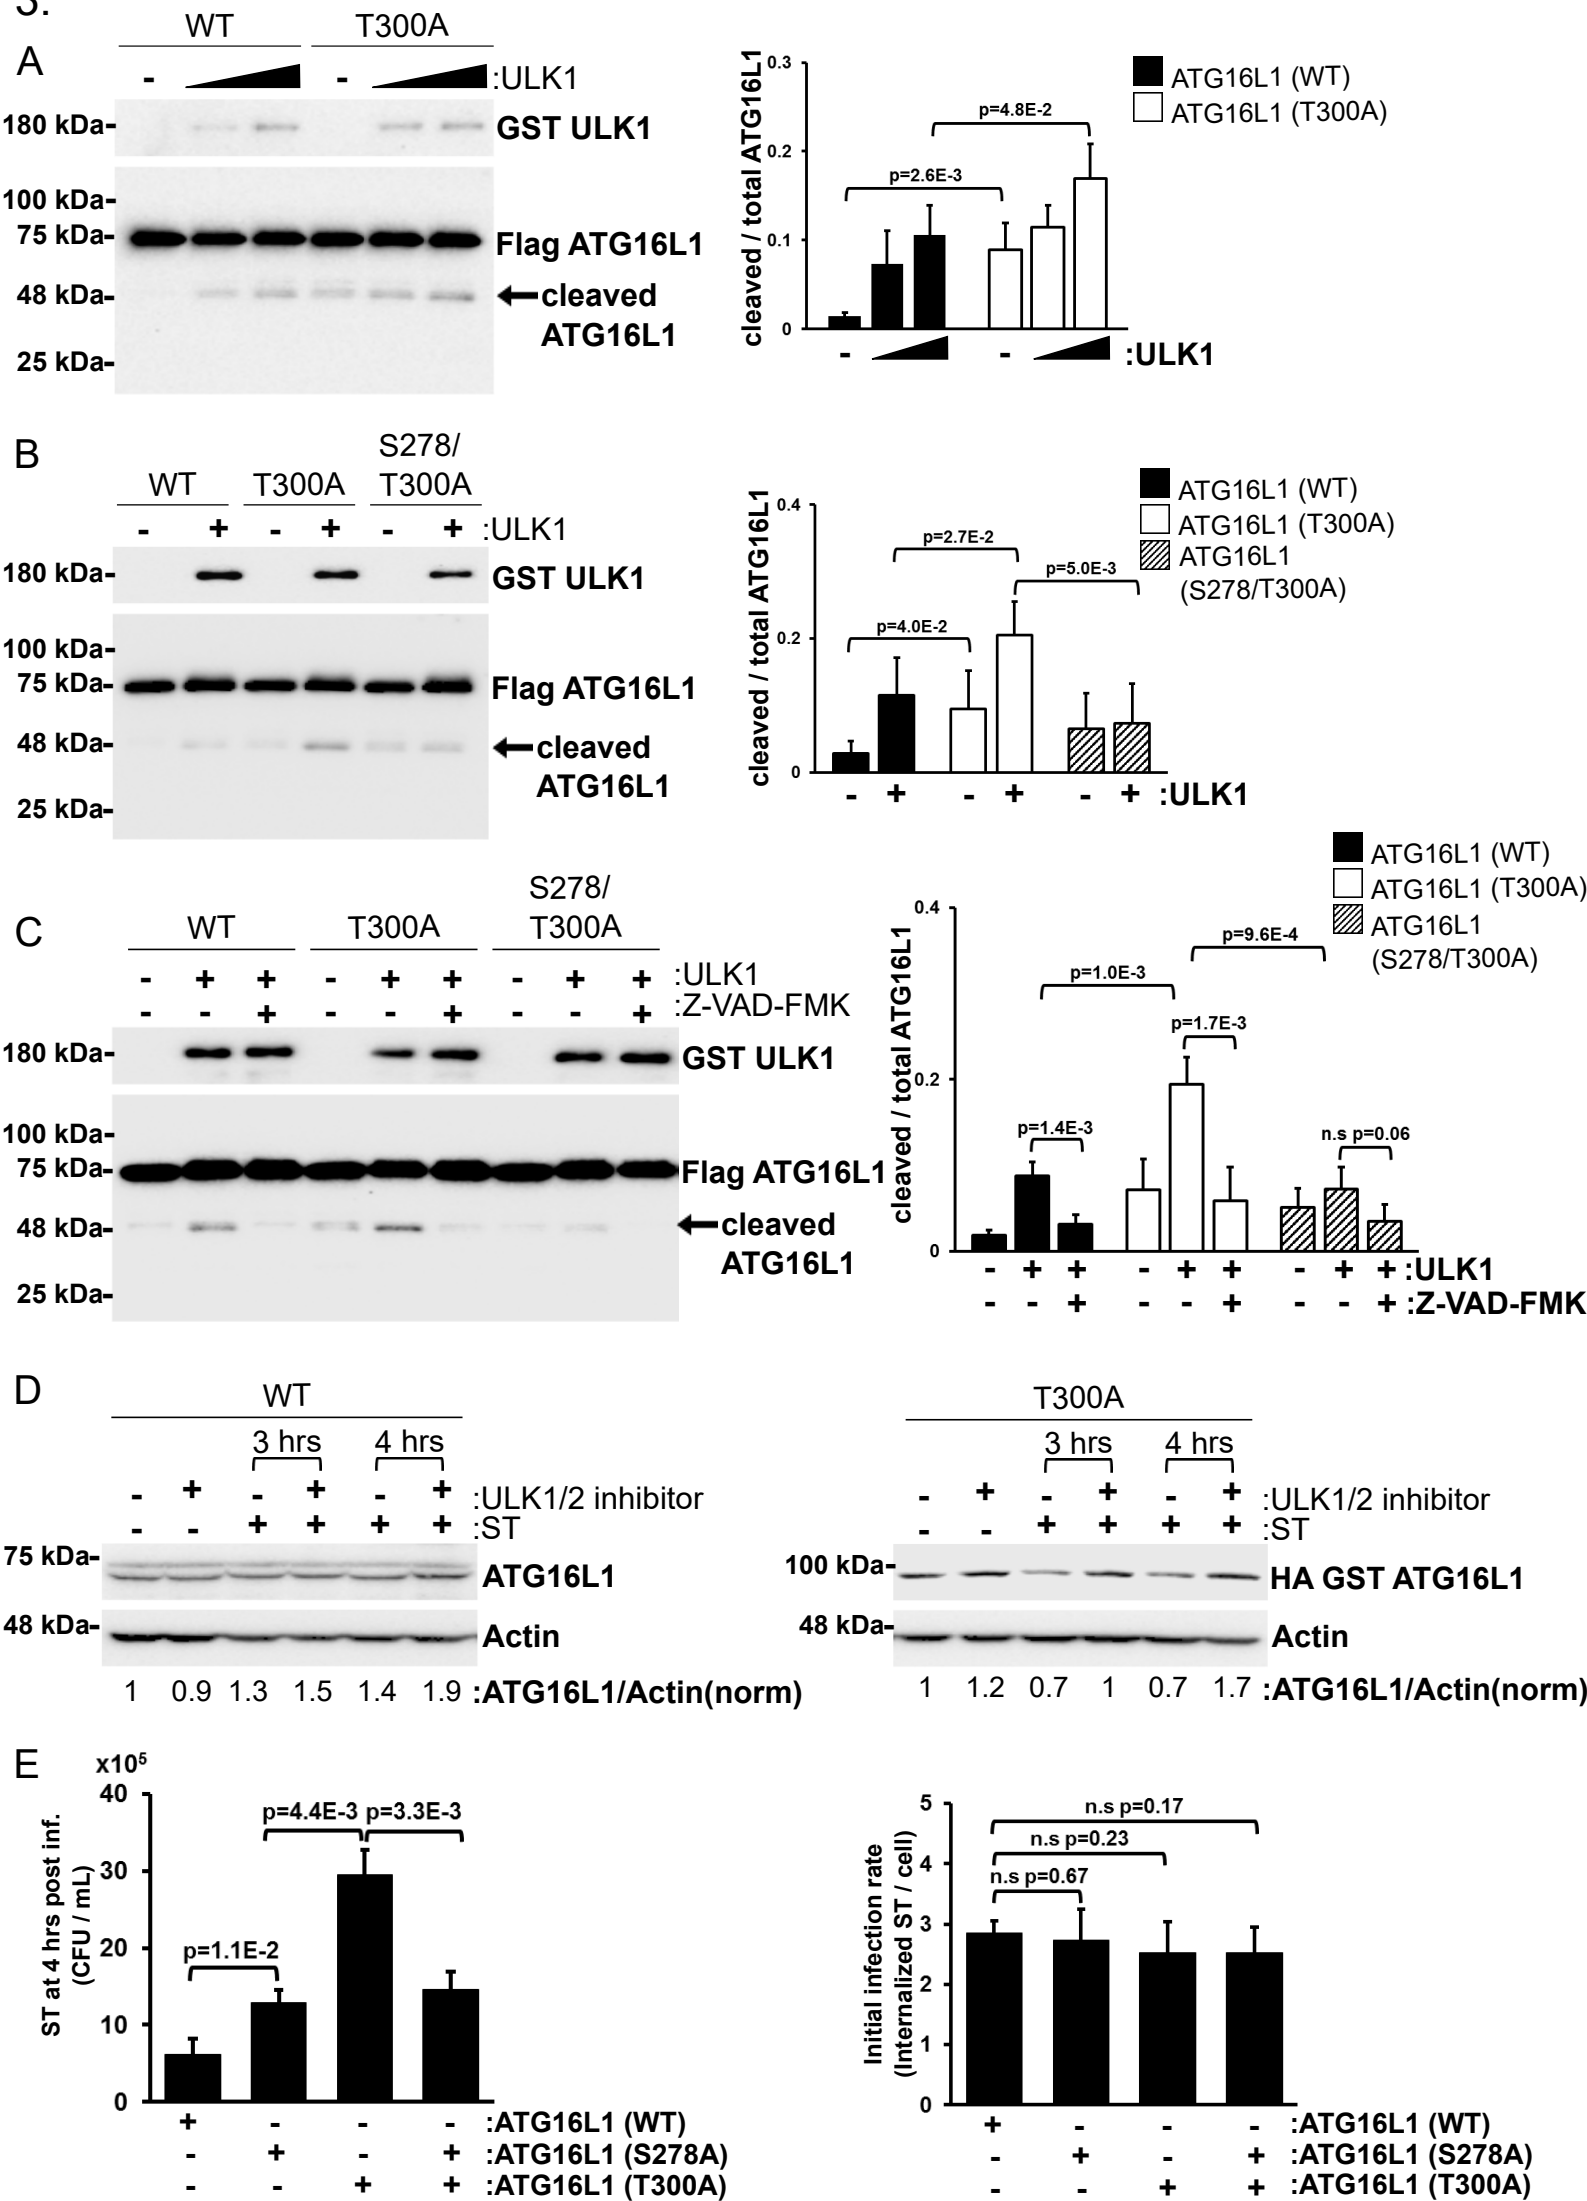 3.
WT T300A
A
- - :ULK1
180 kDa- GST ULK1
100 kDa-
75 kDa- Flag ATG16L1
48 kDa- cleaved
ATG16L1
25 kDa-
cleaved / total ATG16L1
0.3
0.2
0.1
0
p=2.6E-3
p=4.8E-2
- - :ULK1
ATG16L1 (WT)
ATG16L1 (T300A)
B
WT T300A S278/
T300A
- + - + - + :ULK1
180 kDa- GST ULK1
100 kDa-
75 kDa- Flag ATG16L1
48 kDa- cleaved
ATG16L1
25 kDa-
cleaved / total ATG16L1
0.4
0.2
0
p=2.7E-2
p=5.0E-3
p=4.0E-2
- + - + - + :ULK1
ATG16L1 (WT)
ATG16L1 (T300A)
ATG16L1
(S278/T300A)
C
WT T300A S278/
T300A
- + + - + + - + + :ULK1
- - + - - + - - + :Z-VAD-FMK
180 kDa- GST ULK1
100 kDa-
75 kDa- Flag ATG16L1
48 kDa- cleaved
ATG16L1
25 kDa-
ATG16L1 (WT)
ATG16L1 (T300A)
ATG16L1
(S278/T300A)
cleaved / total ATG16L1
0.4
0.2
0
p=9.6E-4
p=1.0E-3
p=1.7E-3
p=1.4E-3
n.s p=0.06
- + + - + + - + + :ULK1
- - + - - + - - + :Z-VAD-FMK
D
WT
3 hrs 4 hrs
- + - + - + :ULK1/2 inhibitor
- - + + + + :ST
75 kDa- ATG16L1
48 kDa- Actin
1 0.9 1.3 1.5 1.4 1.9 :ATG16L1/Actin(norm)
T300A
3 hrs 4 hrs
- + - + - + :ULK1/2 inhibitor
- - + + + + :ST
100 kDa- HA GST ATG16L1
48 kDa- Actin
1 1.2 0.7 1 0.7 1.7 :ATG16L1/Actin(norm)
E
x10⁵
ST at 4 hrs post inf.
(CFU / mL)
40
30
20
10
0
p=4.4E-3 p=3.3E-3
p=1.1E-2
+ - - - :ATG16L1 (WT)
- + - + :ATG16L1 (S278A)
- - + + :ATG16L1 (T300A)
Initial infection rate
(Internalized ST / cell)
5
4
3
2
1
0
n.s p=0.17
n.s p=0.23
n.s p=0.67
+ - - - :ATG16L1 (WT)
- + - + :ATG16L1 (S278A)
- - + + :ATG16L1 (T300A)